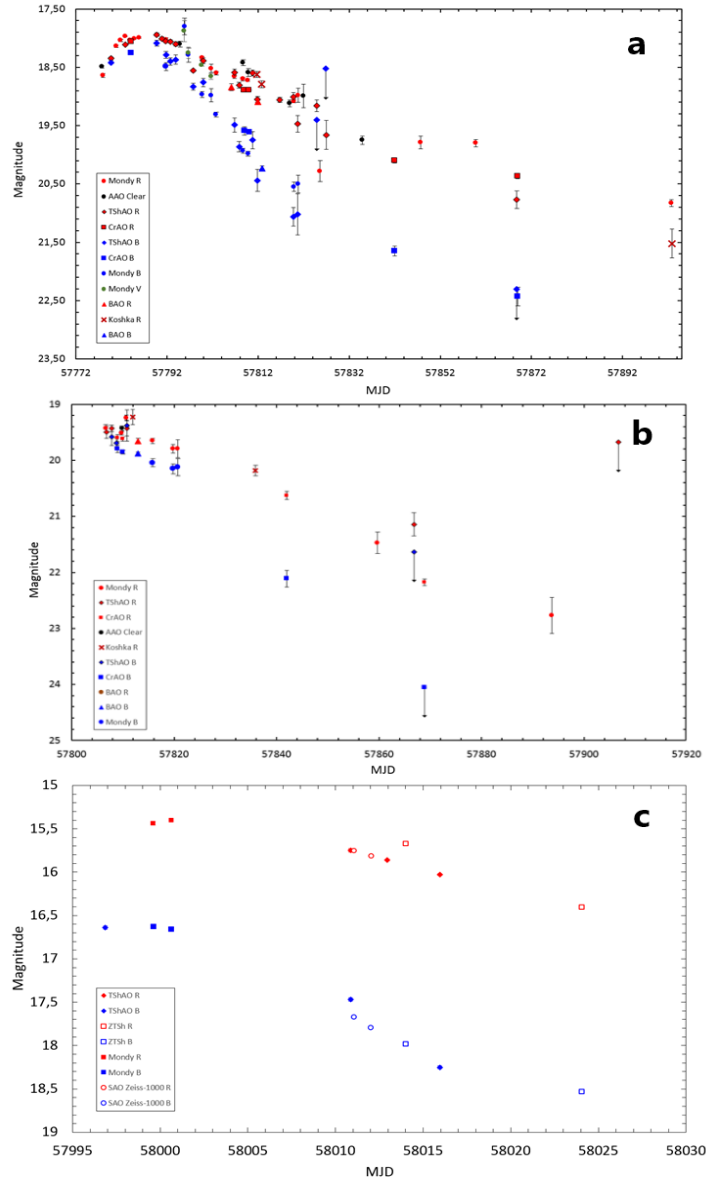 a
17,50
18,50
19,50
20,50
21,50
22,50
23,50
Magnitude
Mondy R
AAO Clear
TShAO R
CrAO R
TShAO B
CrAO B
Mondy B
Mondy V
BAO R
Koshka R
BAO B
57772 57792 57812 57832 57852 57872 57892
MJD
b
19
20
21
22
23
24
25
Magnitude
Mondy R
TShAO R
CrAO R
AAO Clear
Koshka R
TShAO B
CrAO B
BAO R
BAO B
Mondy B
57800 57820 57840 57860 57880 57900 57920
MJD
c
15
15,5
16
16,5
17
17,5
18
18,5
19
Magnitude
TShAO R
TShAO B
ZTSh R
ZTSh B
Mondy R
Mondy B
SAO Zeiss-1000 R
SAO Zeiss-1000 B
57995 58000 58005 58010 58015 58020 58025 58030
MJD